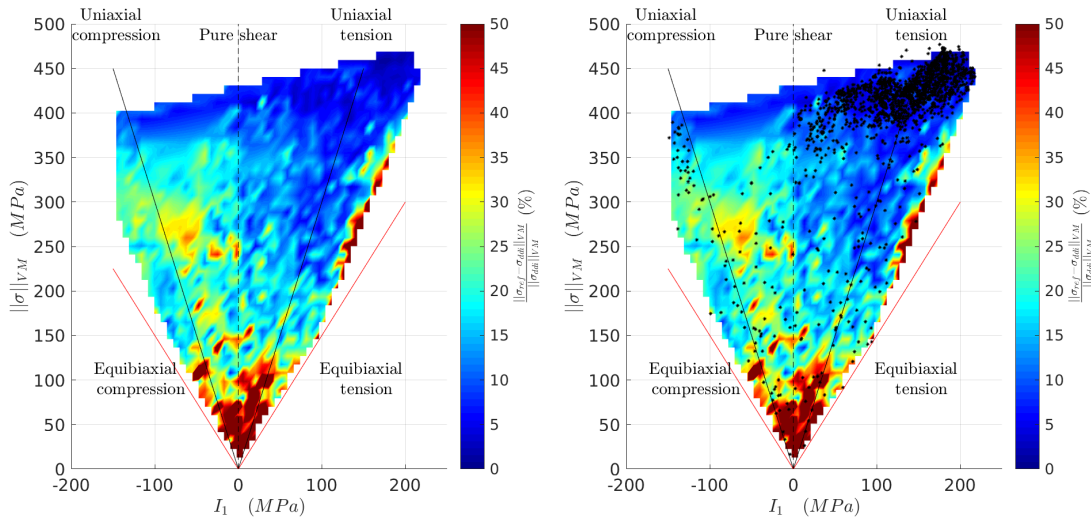 Uniaxial compression
Pure shear
Uniaxial tension
500
450
400
350
300
250
200
150
100
50
0
||σ||VM (MPa)
Equibiaxial compression
Equibiaxial tension
-200 -100 0 100 200
I1 (MPa)
50
45
40
35
30
25
20
15
10
5
0
||σref−σddi||VM
||σddi||VM
(%)
Uniaxial compression
Pure shear
Uniaxial tension
500
450
400
350
300
250
200
150
100
50
0
||σ||VM (MPa)
Equibiaxial compression
Equibiaxial tension
-200 -100 0 100 200
I1 (MPa)
50
45
40
35
30
25
20
15
10
5
0
||σref−σddi||VM
||σddi||VM
(%)